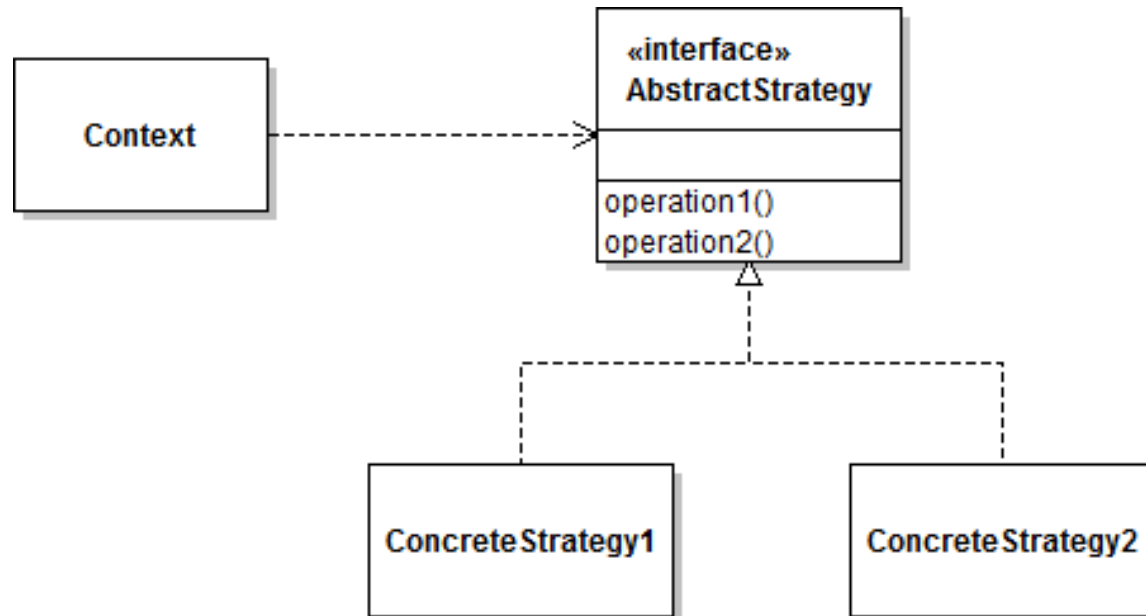 Context
«interface»
AbstractStrategy
operation1()
operation2()
ConcreteStrategy1
ConcreteStrategy2